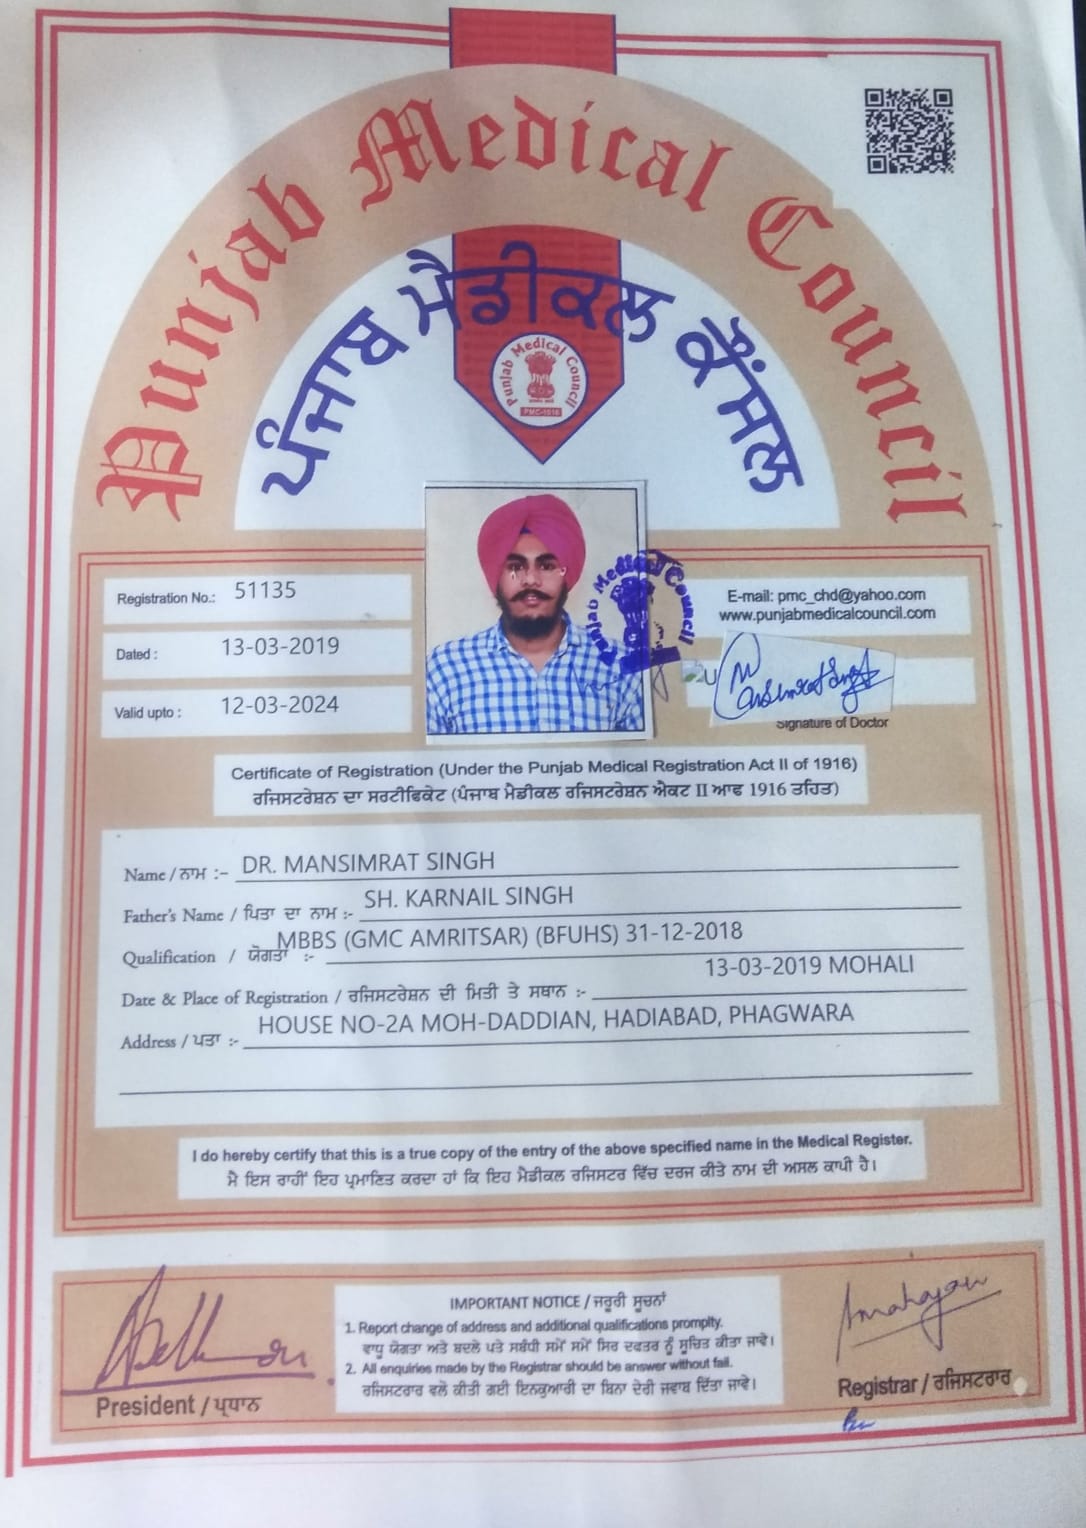 Punjab Medical Council
ਪੰਜਾਬ ਮੈਡੀਕਲ ਕੌਂਸਲ
Punjab Medical Council
PMC-1916
Registration No.: 51135
Dated : 13-03-2019
Valid upto : 12-03-2024
Punjab Medical Council
E-mail: pmc_chd@yahoo.com
www.punjabmedicalcouncil.com
Mansimrat Singh
Signature of Doctor
Certificate of Registration (Under the Punjab Medical Registration Act II of 1916)
ਰਜਿਸਟਰੇਸ਼ਨ ਦਾ ਸਰਟੀਫਿਕੇਟ (ਪੰਜਾਬ ਮੈਡੀਕਲ ਰਜਿਸਟਰੇਸ਼ਨ ਐਕਟ II ਆਫ 1916 ਤਹਿਤ)
Name / ਨਾਮ :- DR. MANSIMRAT SINGH
Father's Name / ਪਿਤਾ ਦਾ ਨਾਮ :- SH. KARNAIL SINGH
Qualification / ਯੋਗਤਾ :- MBBS (GMC AMRITSAR) (BFUHS) 31-12-2018
Date & Place of Registration / ਰਜਿਸਟਰੇਸ਼ਨ ਦੀ ਮਿਤੀ ਤੇ ਸਥਾਨ :- 13-03-2019 MOHALI
Address / ਪਤਾ :- HOUSE NO-2A MOH-DADDIAN, HADIABAD, PHAGWARA
I do hereby certify that this is a true copy of the entry of the above specified name in the Medical Register.
ਮੈ ਇਸ ਰਾਹੀਂ ਇਹ ਪ੍ਰਮਾਣਿਤ ਕਰਦਾ ਹਾਂ ਕਿ ਇਹ ਮੈਡੀਕਲ ਰਜਿਸਟਰ ਵਿੱਚ ਦਰਜ ਕੀਤੇ ਨਾਮ ਦੀ ਅਸਲ ਕਾਪੀ ਹੈ।
IMPORTANT NOTICE / ਜਰੂਰੀ ਸੂਚਨਾਂ
1. Report change of address and additional qualifications promptly.
ਵਾਧੂ ਯੋਗਤਾ ਅਤੇ ਬਦਲੇ ਪਤੇ ਸਬੰਧੀ ਸਮੇਂ ਸਮੇਂ ਸਿਰ ਦਫਤਰ ਨੂੰ ਸੂਚਿਤ ਕੀਤਾ ਜਾਵੇ।
2. All enquiries made by the Registrar should be answer without fail.
ਰਜਿਸਟਰਾਰ ਵਲੋਂ ਕੀਤੀ ਗਈ ਇਨਕੁਆਰੀ ਦਾ ਬਿਨਾ ਦੇਰੀ ਜਵਾਬ ਦਿੱਤਾ ਜਾਵੇ।
President / ਪ੍ਰਧਾਨ
Registrar / ਰਜਿਸਟਰਾਰ